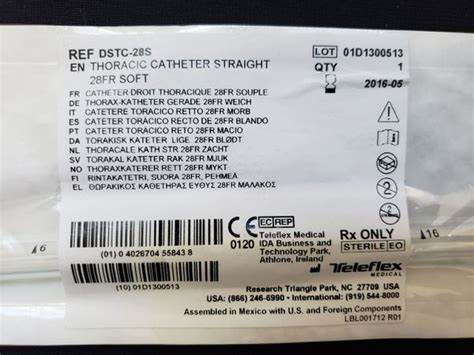 REF DSTC-28S
LOT 01D1300513
EN THORACIC CATHETER STRAIGHT
28FR SOFT
QTY 1
2016-05
FR CATHETER DROIT THORACIQUE 28FR SOUPLE
DE THORAX-KATHETER GERADE 28FR WEICH
IT CATETERE TORACICO RETTO 28FR MORB
ES CATÉTER TORÁCICO RECTO DE 28FR BLANDO
PT CATETER TORÁCICO RETO 28FR MACIO
DA TORAKISK KATETER LIGE 28FR BLØDT
NL THORACALE KATH STR 28FR ZACHT
SV TORAKAL KATETER RAK 28FR MJUK
NO THORAXKATETER RETT 28FR MYKT
FI RINTAKATETRI, SUORA 28FR, PEHMEÄ
EL ΘΩΡΑΚΙΚΟΣ ΚΑΘΕΤΗΡΑΣ ΕΥΘΥΣ 28FR ΜΑΛΑΚΟΣ
6
(01) 0 4026704 55843 8
(10) 01D1300513
CE
0120
EC REP
Teleflex Medical
IDA Business and
Technology Park,
Athlone, Ireland
2
Rx ONLY
STERILE EO
16
Teleflex
MEDICAL
Research Triangle Park, NC 27709 USA
USA: (866) 246-6990 • International: (919) 544-8000
Assembled in Mexico with U.S. and Foreign Components
LBL001712 R01